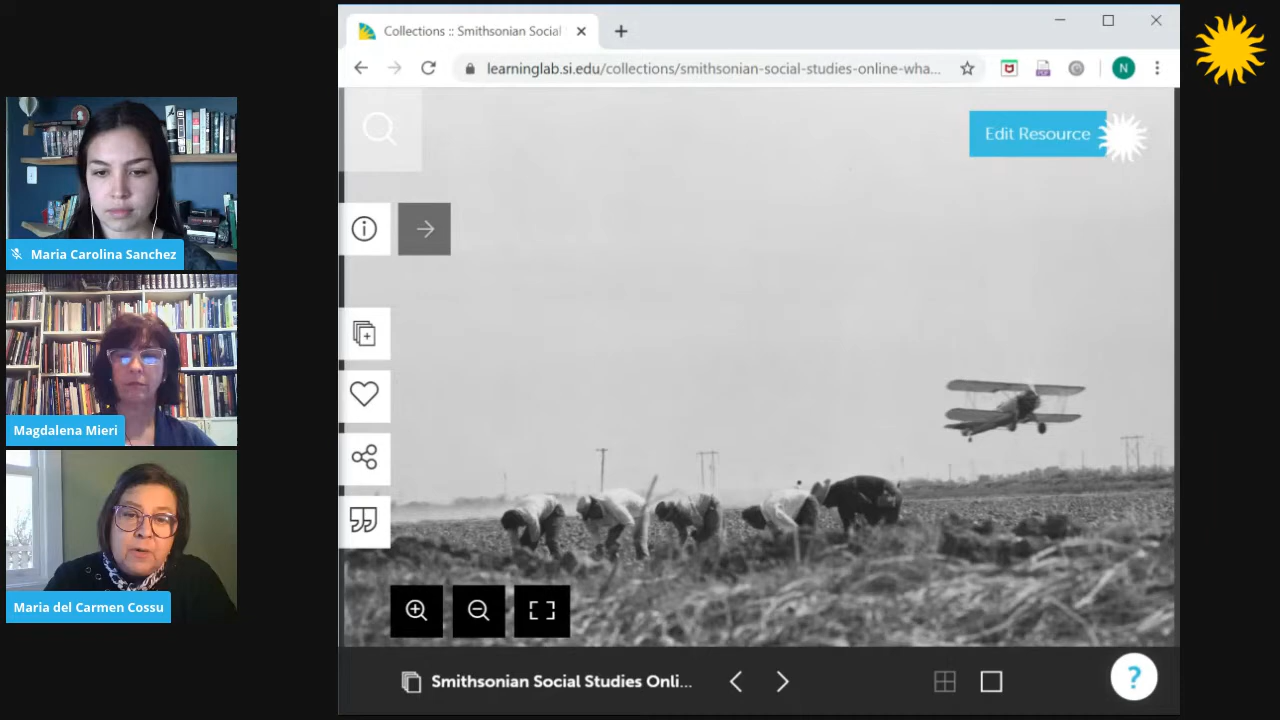 Collections :: Smithsonian Social
learninglab.si.edu/collections/smithsonian-social-studies-online-wha...
N
Edit Resource
Maria Carolina Sanchez
Magdalena Mieri
Maria del Carmen Cossu
Smithsonian Social Studies Onli...
?